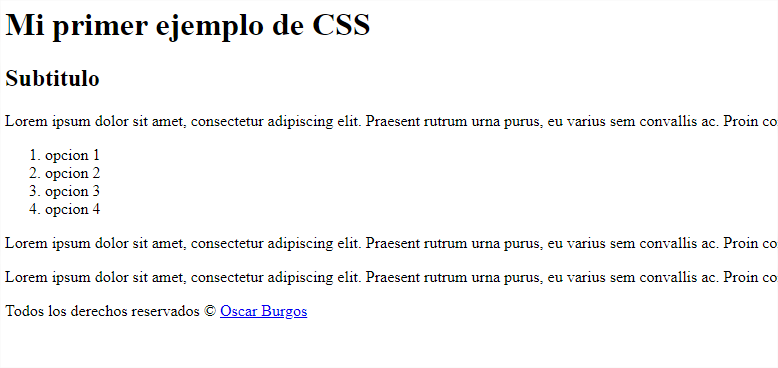 Mi primer ejemplo de CSS
Subtitulo
Lorem ipsum dolor sit amet, consectetur adipiscing elit. Praesent rutrum urna purus, eu varius sem convallis ac. Proin co
1. opcion 1
2. opcion 2
3. opcion 3
4. opcion 4
Lorem ipsum dolor sit amet, consectetur adipiscing elit. Praesent rutrum urna purus, eu varius sem convallis ac. Proin co
Lorem ipsum dolor sit amet, consectetur adipiscing elit. Praesent rutrum urna purus, eu varius sem convallis ac. Proin co
Todos los derechos reservados © Oscar Burgos